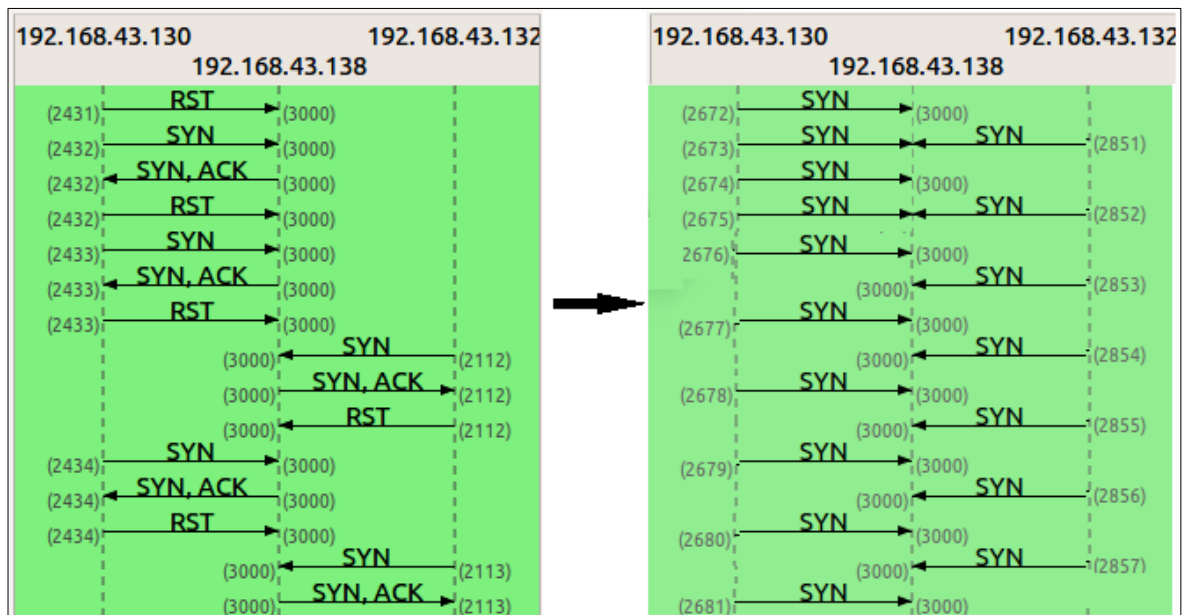 192.168.43.130 192.168.43.132
192.168.43.138
RST
(2431) (3000)
SYN
(2432) (3000)
SYN, ACK
(2432) (3000)
RST
(2432) (3000)
SYN
(2433) (3000)
SYN, ACK
(2433) (3000)
RST
(2433) (3000)
SYN
(3000) (2112)
SYN, ACK
(3000) (2112)
RST
(3000) (2112)
SYN
(2434) (3000)
SYN, ACK
(2434) (3000)
RST
(2434) (3000)
SYN
(3000) (2113)
SYN, ACK
(3000) (2113)
192.168.43.130 192.168.43.132
192.168.43.138
SYN
(2672) (3000)
SYN SYN
(2673) (2851)
SYN
(2674) (3000)
SYN SYN
(2675) (2852)
SYN
2676) (3000)
SYN
(3000) (2853)
SYN
(2677) (3000)
SYN
(3000) (2854)
SYN
(2678) (3000)
SYN
(3000) (2855)
SYN
(2679) (3000)
SYN
(3000) (2856)
SYN
(2680) (3000)
SYN
(3000) (2857)
SYN
(2681) (3000)